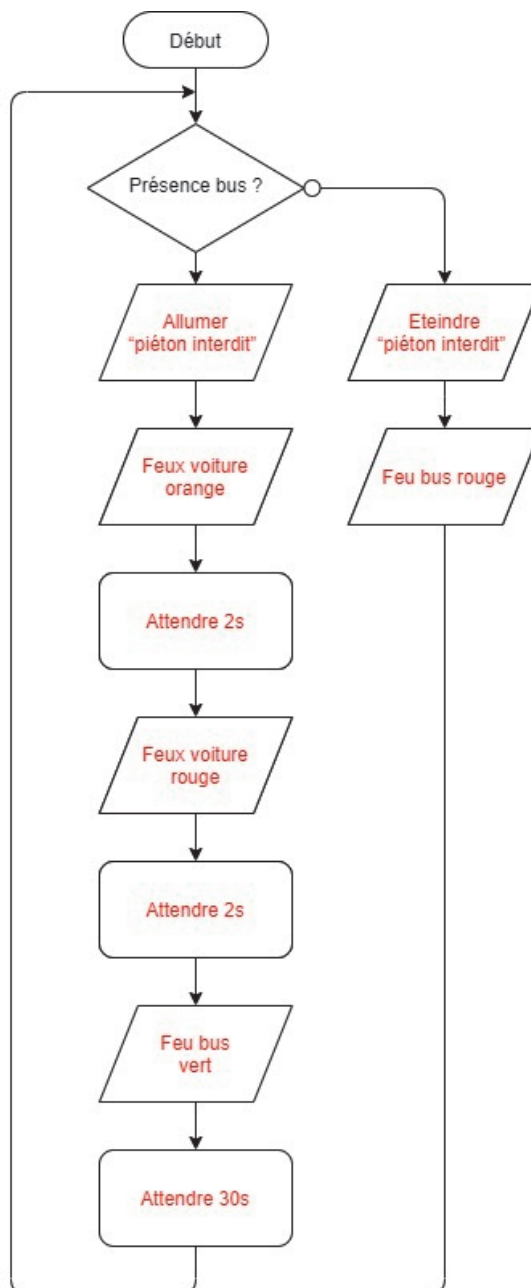 Début
Présence bus ?
Allumer
“piéton interdit”
Eteindre
“piéton interdit”
Feux voiture
orange
Feu bus rouge
Attendre 2s
Feux voiture
rouge
Attendre 2s
Feu bus
vert
Attendre 30s